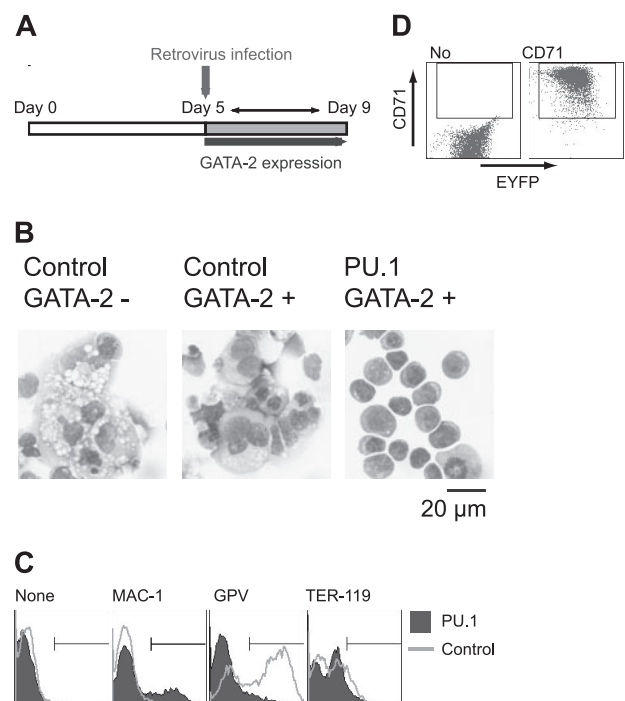 A
Retrovirus infection
Day 0
Day 5
Day 9
GATA-2 expression
D
No
CD71
CD71
EYFP
B
Control
GATA-2 -
Control
GATA-2 +
PU.1
GATA-2 +
20 µm
C
None
MAC-1
GPV
TER-119
PU.1
Control